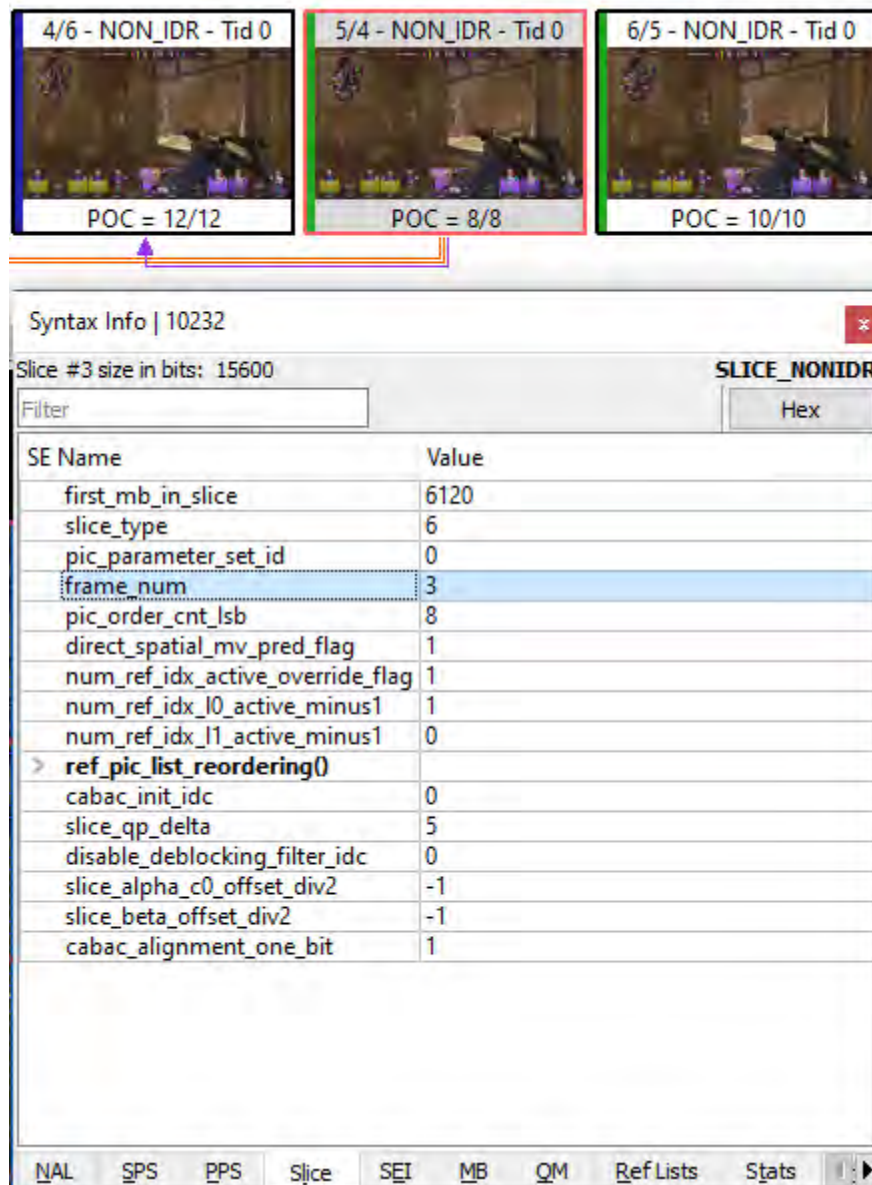 4/6 - NON_IDR - Tid 0 5/4 - NON_IDR - Tid 0 6/5 - NON_IDR - Tid 0
POC = 12/12 POC = 8/8 POC = 10/10
Syntax Info | 10232
Slice #3 size in bits: 15600 SLICE_NONIDR
Filter Hex
SE Name Value
first_mb_in_slice 6120
slice_type 6
pic_parameter_set_id 0
frame_num 3
pic_order_cnt_lsb 8
direct_spatial_mv_pred_flag 1
num_ref_idx_active_override_flag 1
num_ref_idx_l0_active_minus1 1
num_ref_idx_l1_active_minus1 0
ref_pic_list_reordering()
cabac_init_idc 0
slice_qp_delta 5
disable_deblocking_filter_idc 0
slice_alpha_c0_offset_div2 -1
slice_beta_offset_div2 -1
cabac_alignment_one_bit 1
NAL SPS PPS Slice SEI MB QM Ref Lists Stats